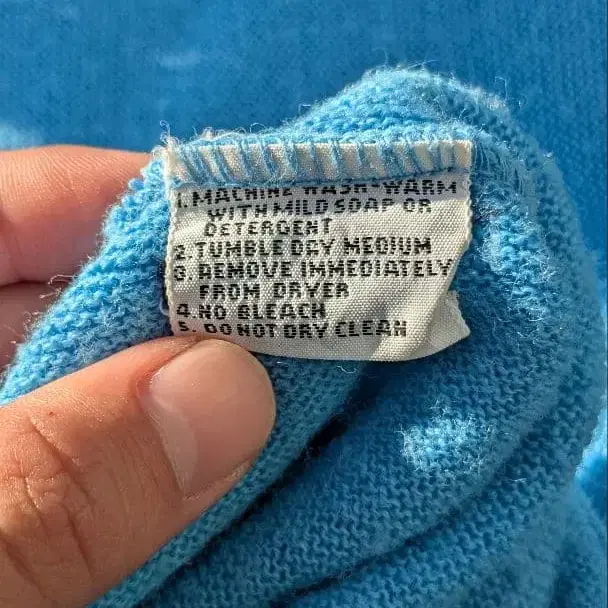 1. MACHINE WASH-WARM
WITH MILD SOAP OR
DETERGENT
2. TUMBLE DRY MEDIUM
3. REMOVE IMMEDIATELY
FROM DRYER
4. NO BLEACH
5. DO NOT DRY CLEAN